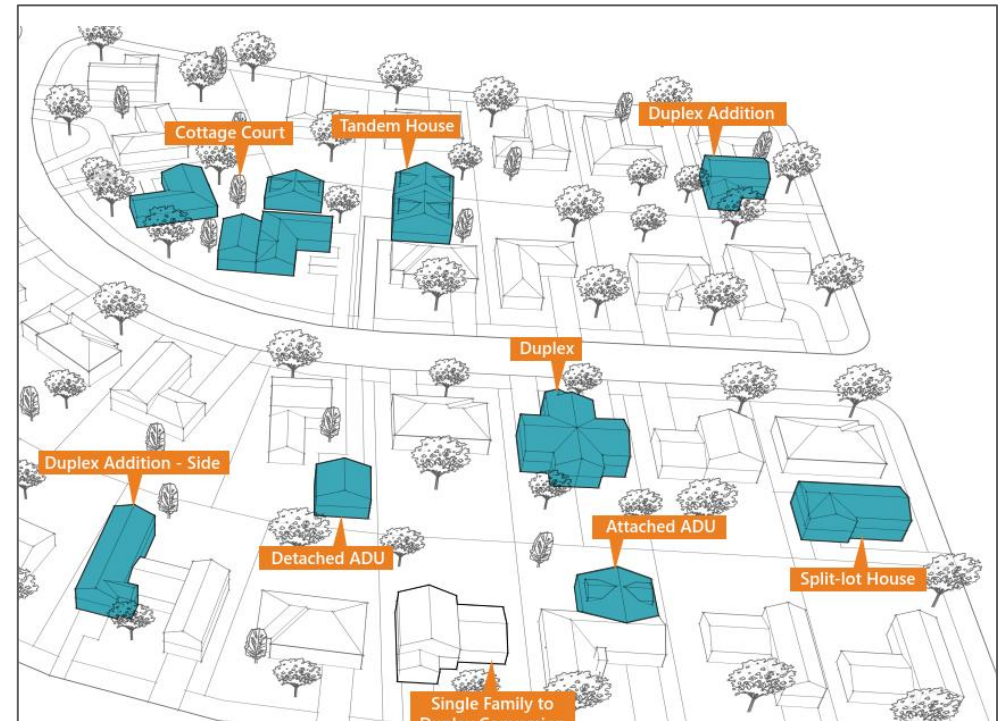 Cottage Court
Tandem House
Duplex Addition
Duplex
Duplex Addition - Side
Detached ADU
Attached ADU
Split-lot House
Single Family to